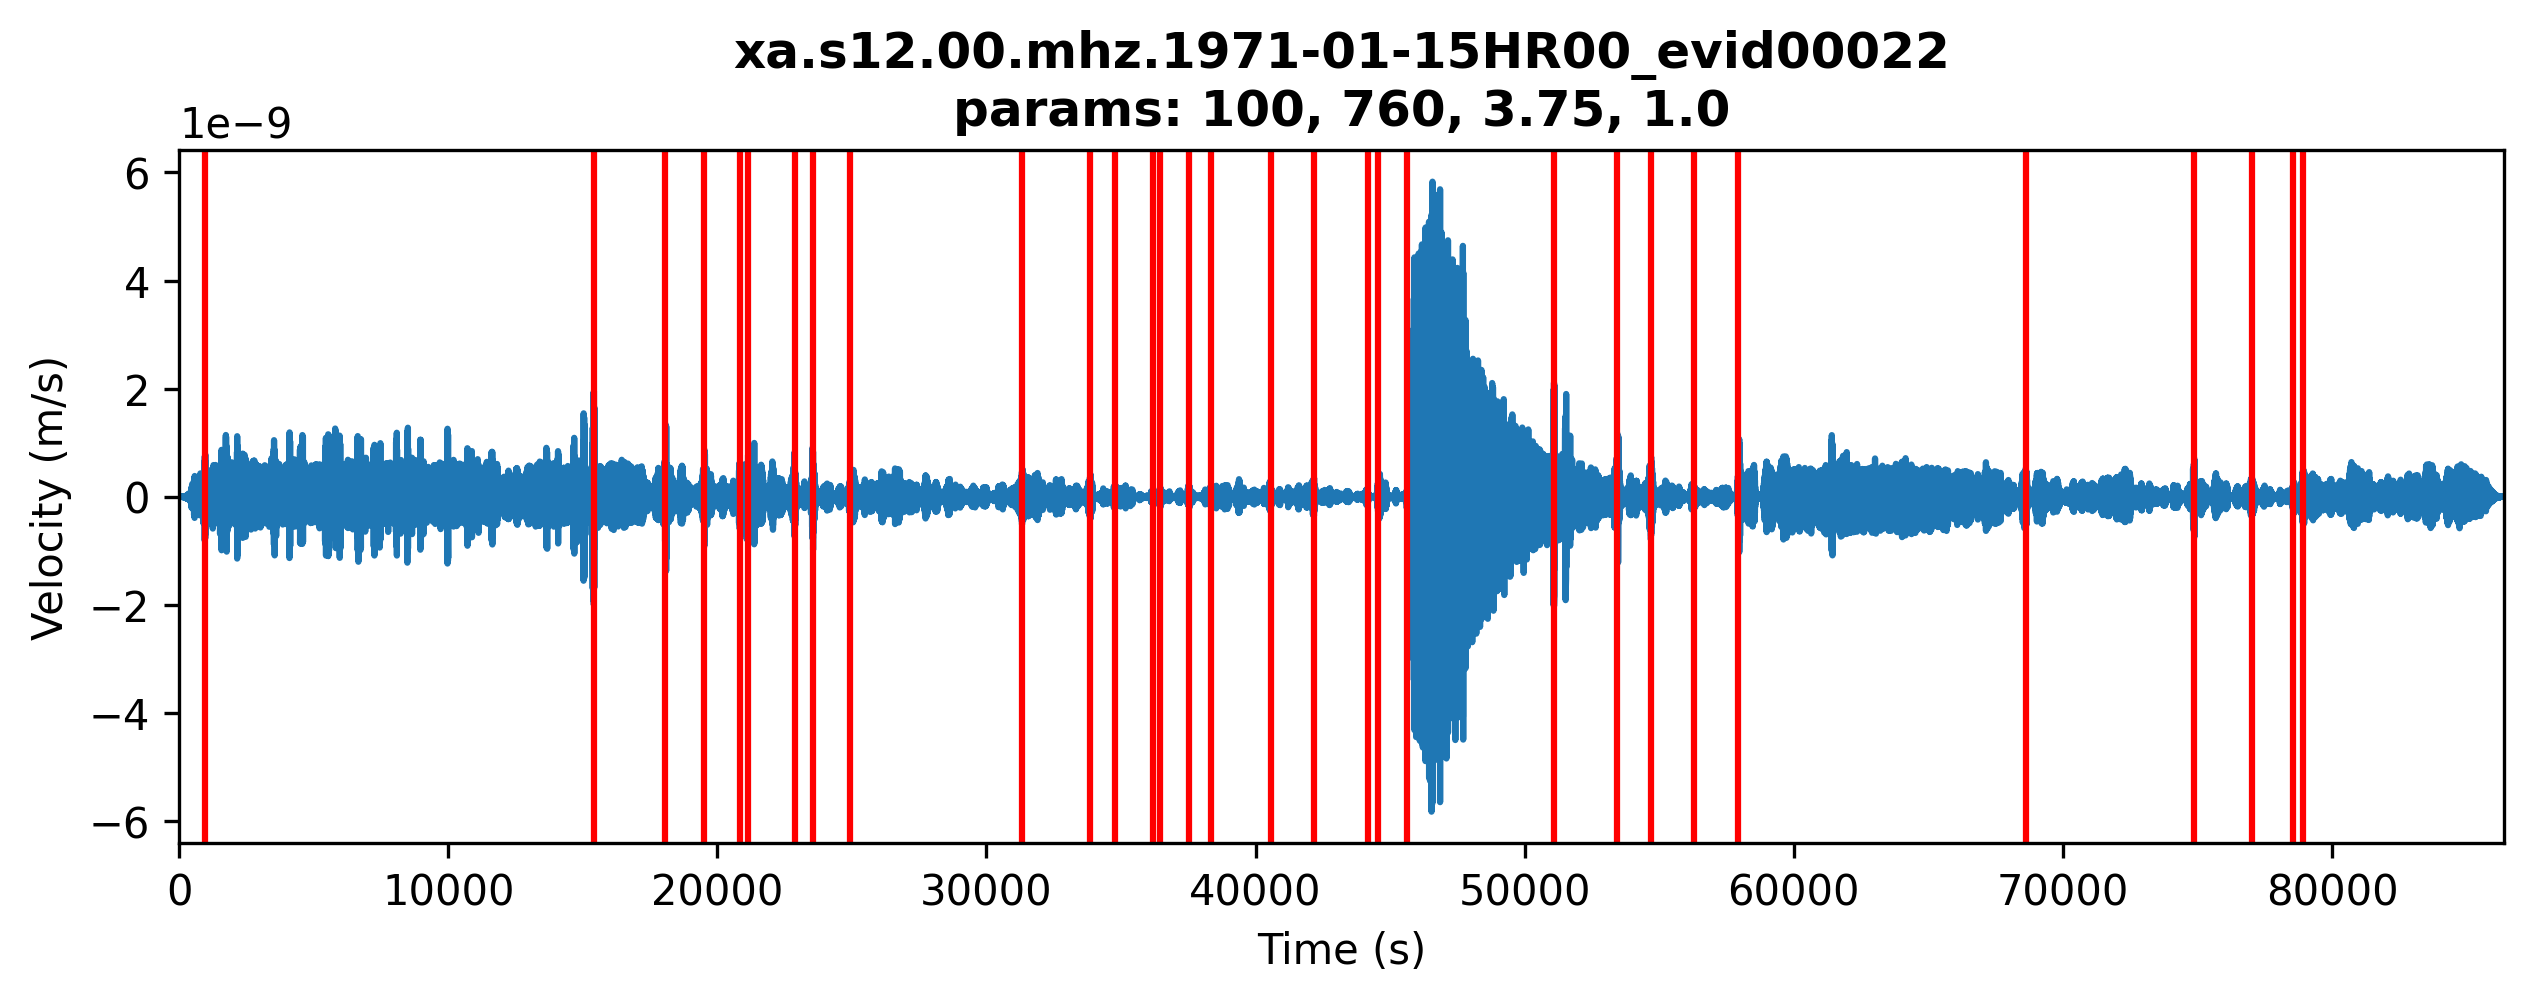 xa.s12.00.mhz.1971-01-15HR00_evid00022
params: 100, 760, 3.75, 1.0
1e−9
6
4
2
0
−2
−4
−6
Velocity (m/s)
0 10000 20000 30000 40000 50000 60000 70000 80000
Time (s)